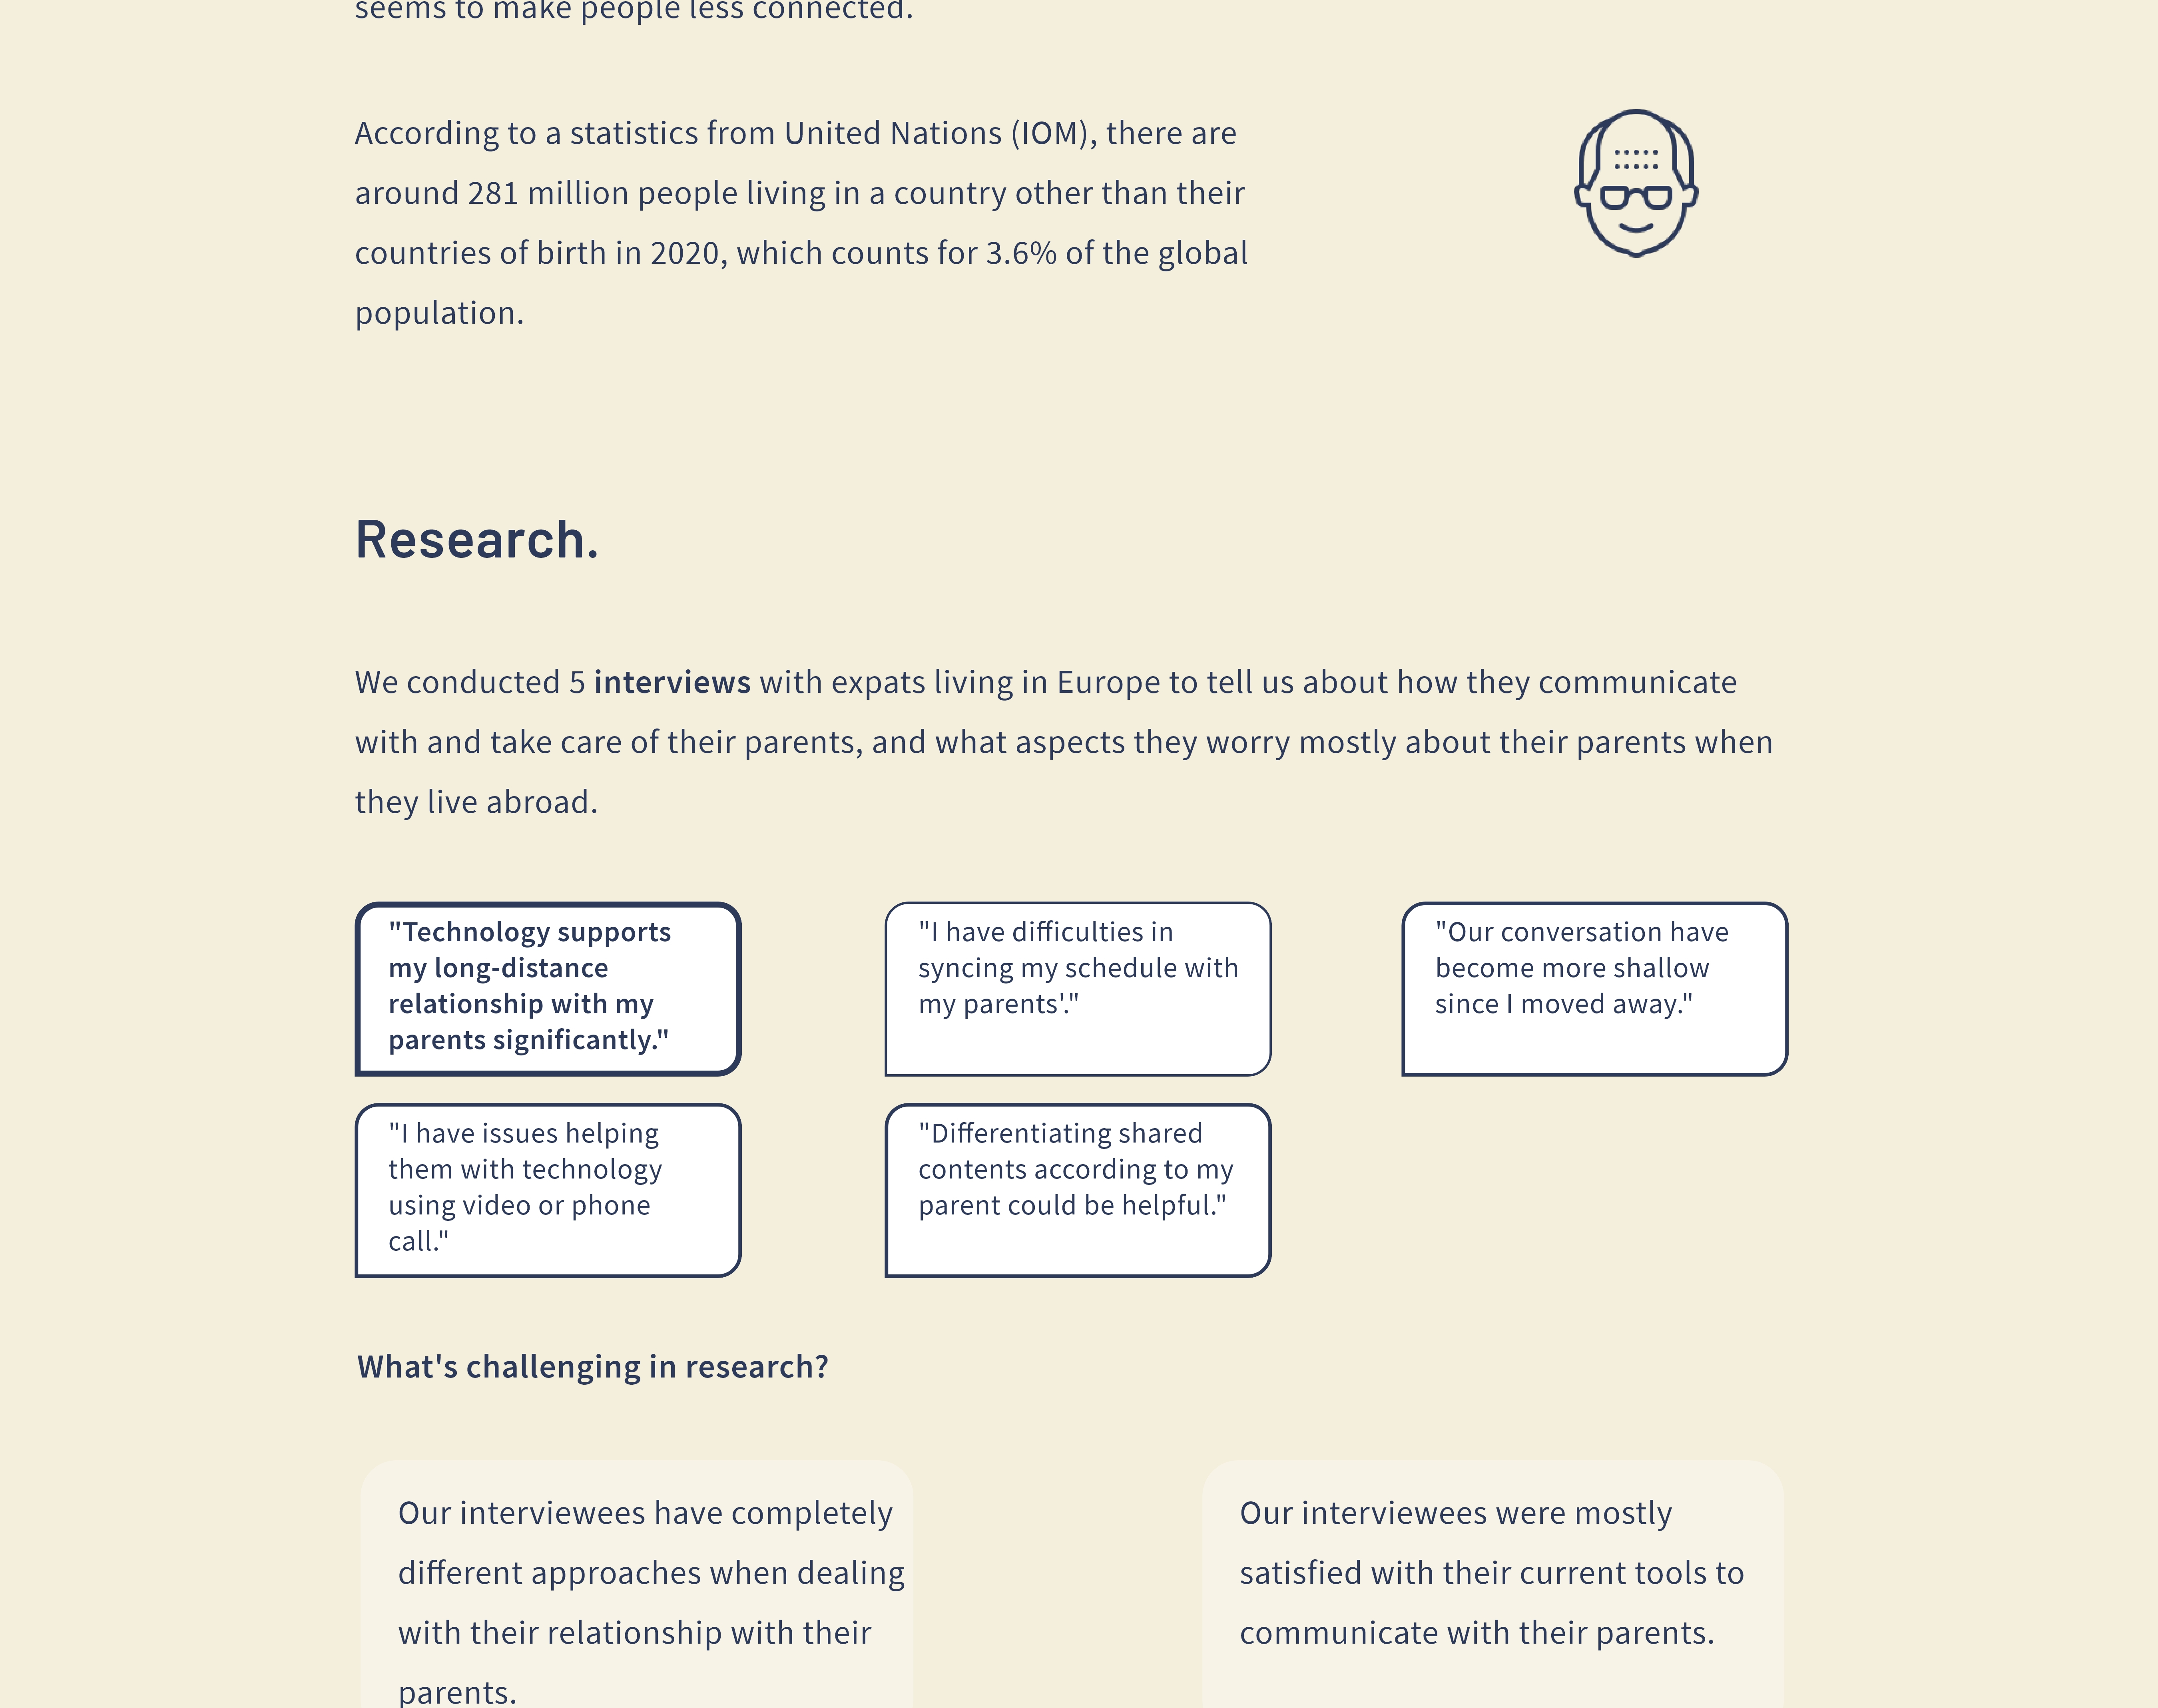 seems to make people less connected.
According to a statistics from United Nations (IOM), there are
around 281 million people living in a country other than their
countries of birth in 2020, which counts for 3.6% of the global
population.
Research.
We conducted 5 interviews with expats living in Europe to tell us about how they communicate
with and take care of their parents, and what aspects they worry mostly about their parents when
they live abroad.
"Technology supports
my long-distance
relationship with my
parents significantly."
"I have difficulties in
syncing my schedule with
my parents'."
"Our conversation have
become more shallow
since I moved away."
"I have issues helping
them with technology
using video or phone
call."
"Differentiating shared
contents according to my
parent could be helpful."
What's challenging in research?
Our interviewees have completely
different approaches when dealing
with their relationship with their
parents.
Our interviewees were mostly
satisfied with their current tools to
communicate with their parents.